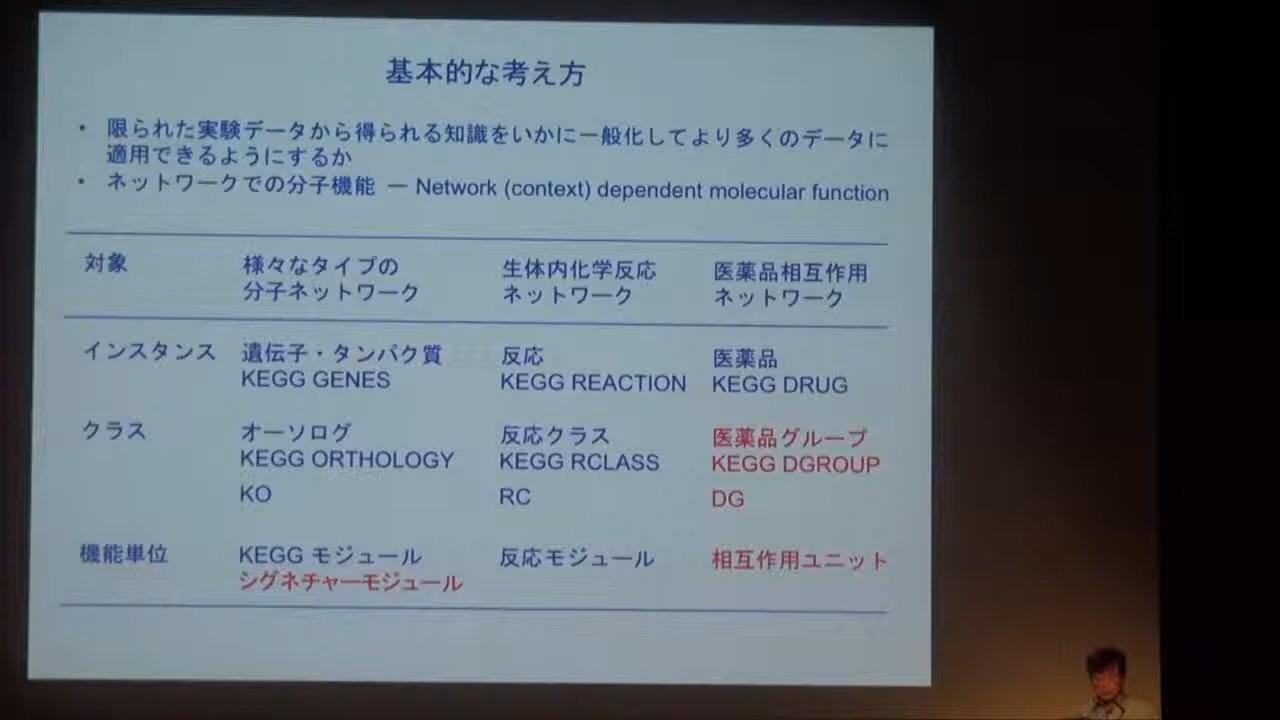 基本的な考え方
• 限られた実験データから得られる知識をいかに一般化してより多くのデータに
適用できるようにするか
• ネットワークでの分子機能 ー Network (context) dependent molecular function
対象 様々なタイプの 生体内化学反応 医薬品相互作用
分子ネットワーク ネットワーク ネットワーク
インスタンス 遺伝子・タンパク質 反応 医薬品
KEGG GENES KEGG REACTION KEGG DRUG
クラス オーソログ 反応クラス 医薬品グループ
KEGG ORTHOLOGY KEGG RCLASS KEGG DGROUP
KO RC DG
機能単位 KEGG モジュール 反応モジュール 相互作用ユニット
シグネチャーモジュール